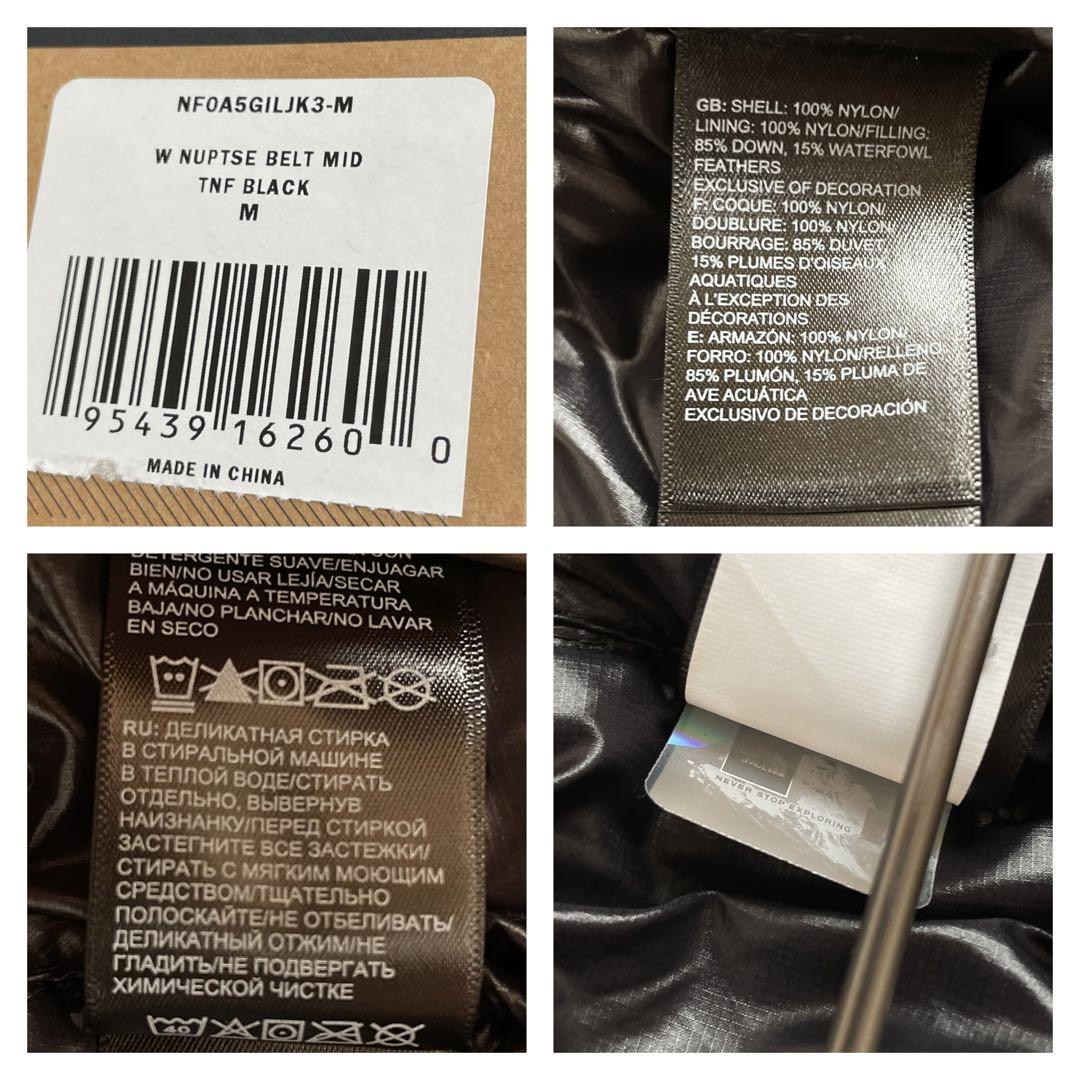 NF0A5GILJK3-M
W NUPTSE BELT MID
TNF BLACK
M
95439 16260 0
MADE IN CHINA
GB: SHELL: 100% NYLON/
LINING: 100% NYLON/FILLING:
85% DOWN, 15% WATERFOWL
FEATHERS
EXCLUSIVE OF DECORATION
F: COQUE: 100% NYLON/
DOUBLURE: 100% NYLON/
BOURRAGE: 85% DUVET,
15% PLUMES D'OISEAUX
AQUATIQUES
À L'EXCEPTION DES
DÉCORATIONS
E: ARMAZÓN: 100% NYLON/
FORRO: 100% NYLON/RELLENO:
85% PLUMÓN, 15% PLUMA DE
AVE ACUÁTICA
EXCLUSIVO DE DECORACIÓN
DETERGENTE SUAVE/ENJUAGAR
BIEN/NO USAR LEJÍA/SECAR
A MÁQUINA A TEMPERATURA
BAJA/NO PLANCHAR/NO LAVAR
EN SECO
RU: ДЕЛИКАТНАЯ СТИРКА
В СТИРАЛЬНОЙ МАШИНЕ
В ТЕПЛОЙ ВОДЕ/СТИРАТЬ
ОТДЕЛЬНО, ВЫВЕРНУВ
НАИЗНАНКУ/ПЕРЕД СТИРКОЙ
ЗАСТЕГНИТЕ ВСЕ ЗАСТЕЖКИ/
СТИРАТЬ С МЯГКИМ МОЮЩИМ
СРЕДСТВОМ/ТЩАТЕЛЬНО
ПОЛОСКАЙТЕ/НЕ ОТБЕЛИВАТЬ/
ДЕЛИКАТНЫЙ ОТЖИМ/НЕ
ГЛАДИТЬ/НЕ ПОДВЕРГАТЬ
ХИМИЧЕСКОЙ ЧИСТКЕ
40
NEVER STOP EXPLORING